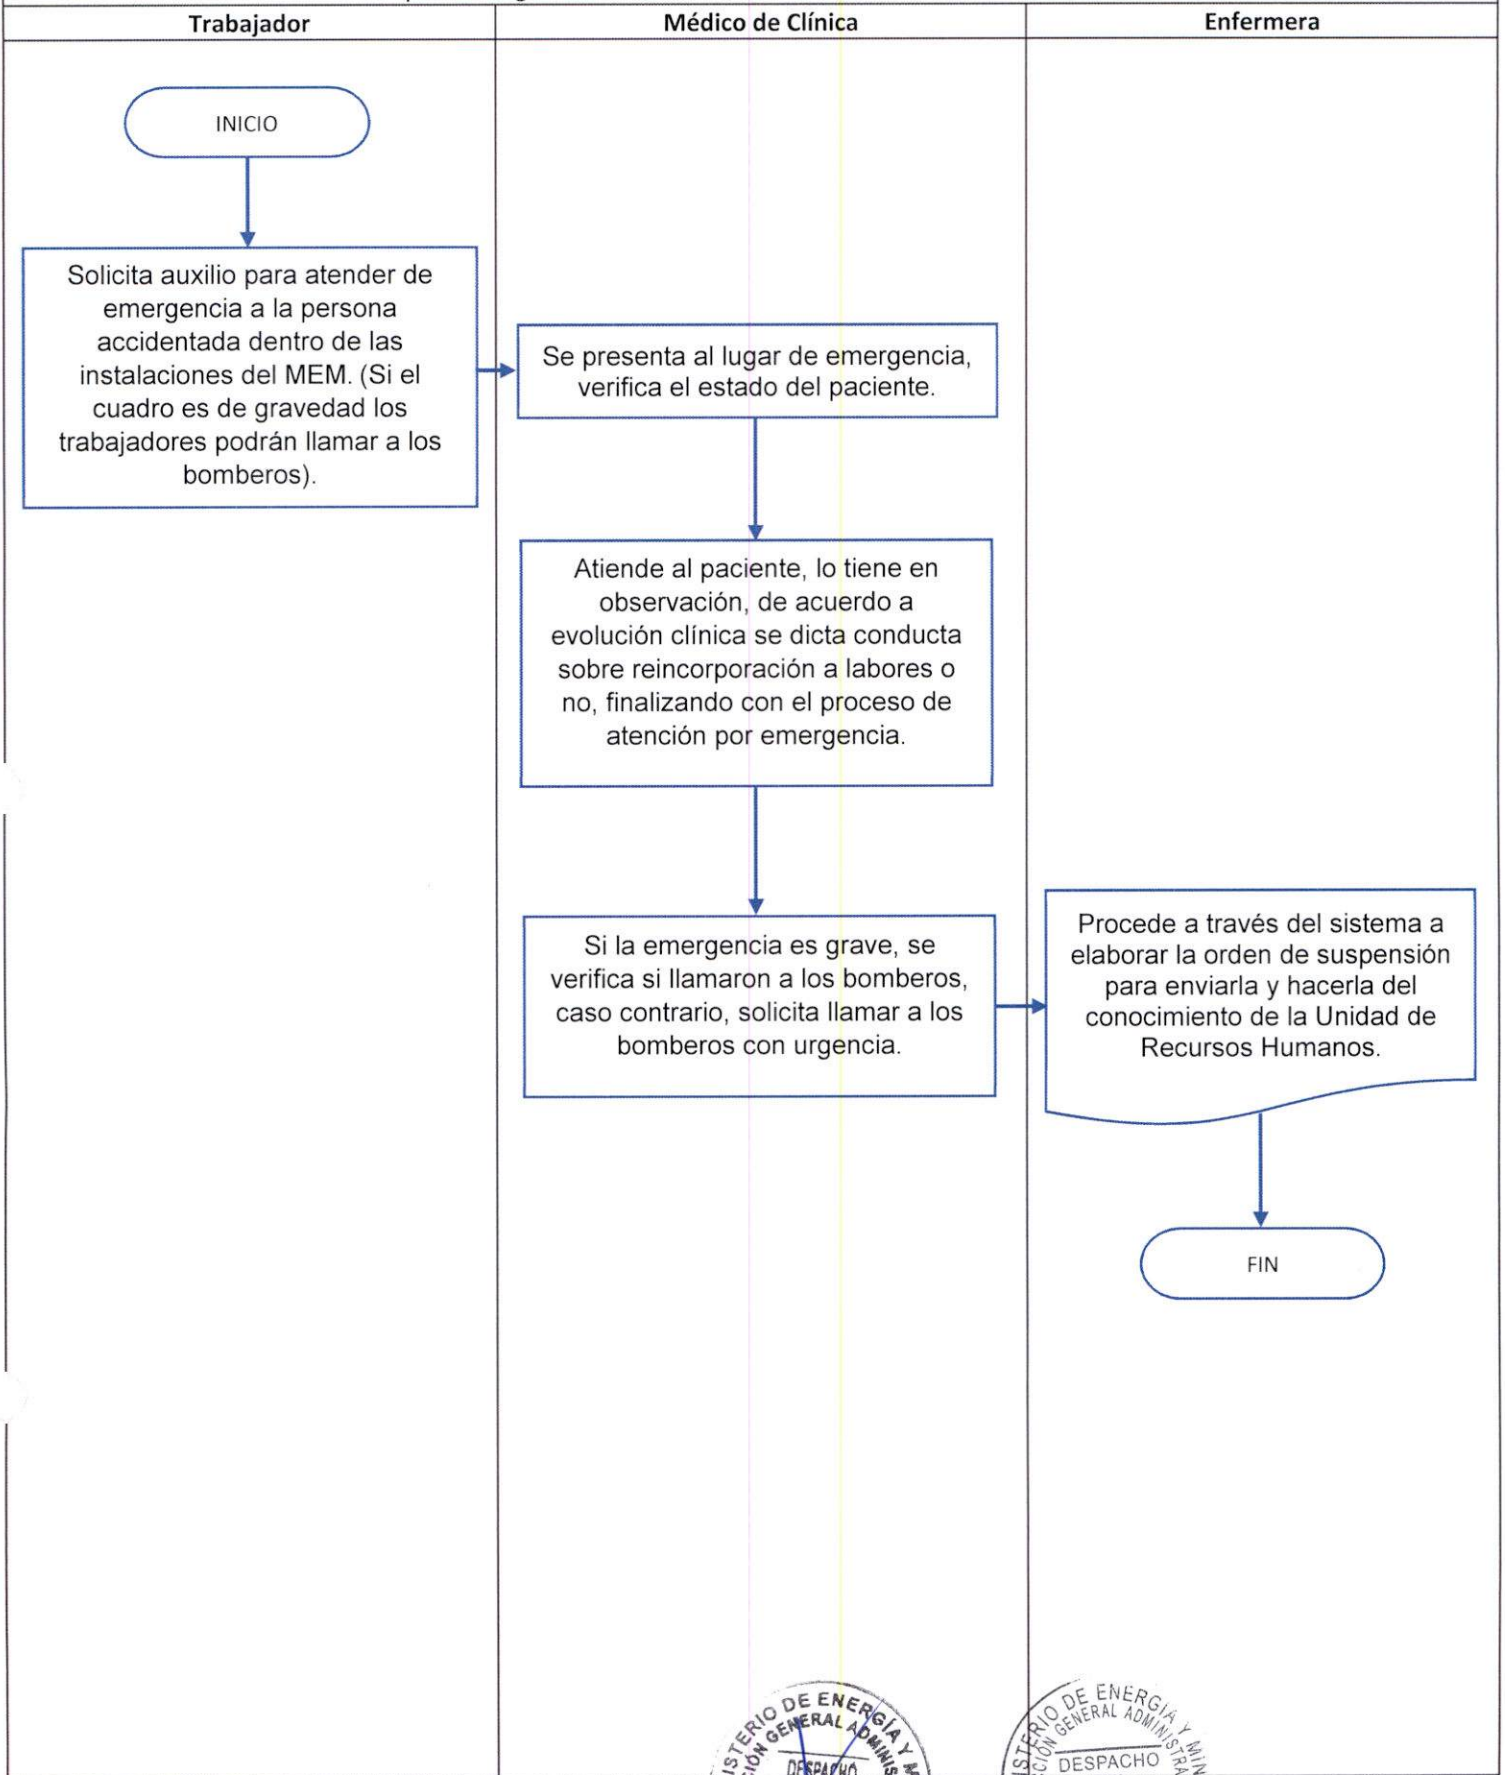 Trabajador
Médico de Clínica
Enfermera
INICIO
Solicita auxilio para atender de
emergencia a la persona
accidentada dentro de las
instalaciones del MEM. (Si el
cuadro es de gravedad los
trabajadores podrán llamar a los
bomberos).
Se presenta al lugar de emergencia,
verifica el estado del paciente.
Atiende al paciente, lo tiene en
observación, de acuerdo a
evolución clínica se dicta conducta
sobre reincorporación a labores o
no, finalizando con el proceso de
atención por emergencia.
Si la emergencia es grave, se
verifica si llamaron a los bomberos,
caso contrario, solicita llamar a los
bomberos con urgencia.
Procede a través del sistema a
elaborar la orden de suspensión
para enviarla y hacerla del
conocimiento de la Unidad de
Recursos Humanos.
FIN
DE ENERGÍA Y
GENERAL
DESPACHO
DE ENERGÍA Y
GENERAL
DESPACHO